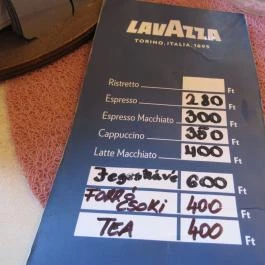 LAVAZZA
TORINO, ITALIA, 1895
Ristretto Ft
Espresso 280 Ft
Espresso Macchiato 300 Ft
Cappuccino 350 Ft
Latte Macchiato 400 Ft
Jegeskávé 600 Ft
FORRÓ CSOKI 400 Ft
TEA 400 Ft